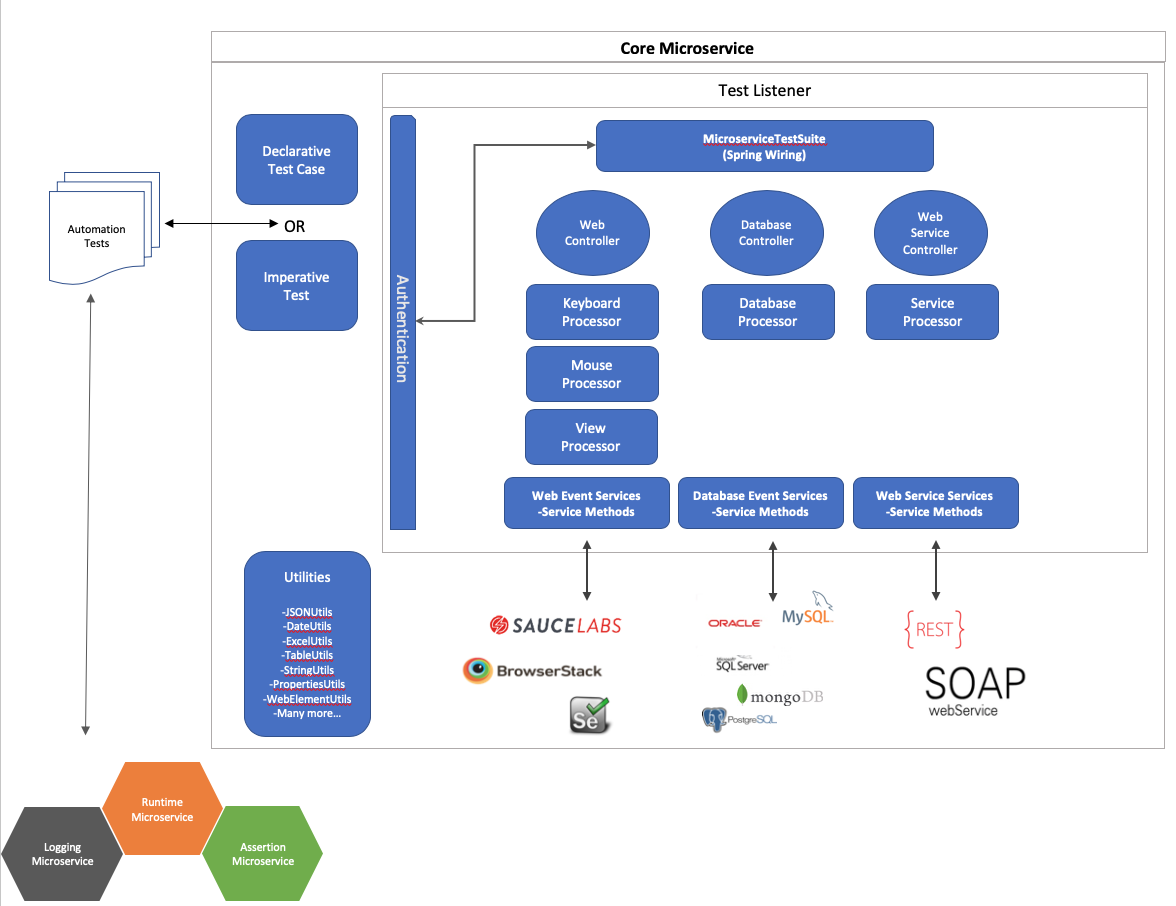 Core Microservice
Test Listener
Declarative
Test Case
OR
Imperative
Test
Automation
Tests
Authentication
MicroserviceTestSuite
(Spring Wiring)
Web
Controller
Database
Controller
Web
Service
Controller
Keyboard
Processor
Database
Processor
Service
Processor
Mouse
Processor
View
Processor
Web Event Services
-Service Methods
Database Event Services
-Service Methods
Web Service Services
-Service Methods
Utilities
-JSONUtils
-DateUtils
-ExcelUtils
-TableUtils
-StringUtils
-PropertiesUtils
-WebElementUtils
-Many more...
SAUCELABS
BrowserStack
Se
ORACLE
MySQL
Microsoft
SQL Server
mongoDB
PostgreSQL
{REST}
SOAP
webService
Runtime
Microservice
Logging
Microservice
Assertion
Microservice